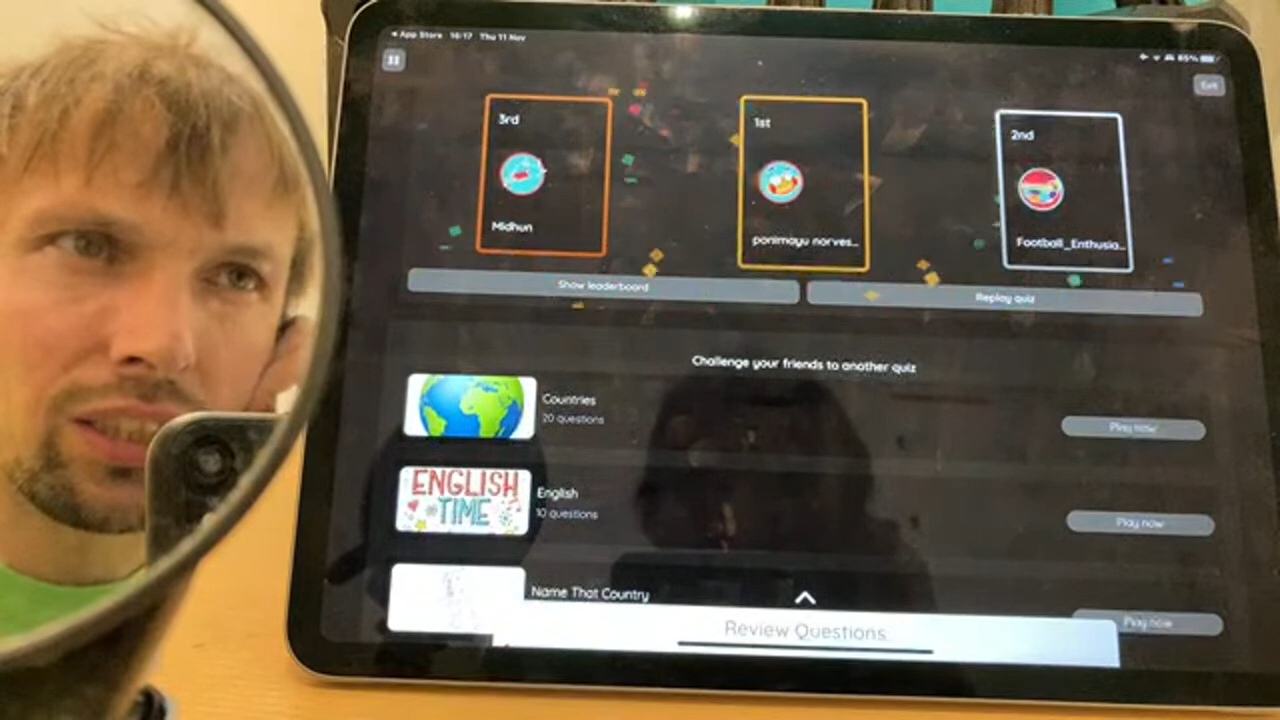 App Store 16:17 Thu 11 Nov
85%
Exit
3rd
Midhun
1st
ponimayu norves...
2nd
Football_Enthusia...
Show leaderboard
Replay quiz
Challenge your friends to another quiz
Countries
20 questions
Play now
ENGLISH
TIME
English
10 questions
Play now
Name That Country
Play now
Review Questions